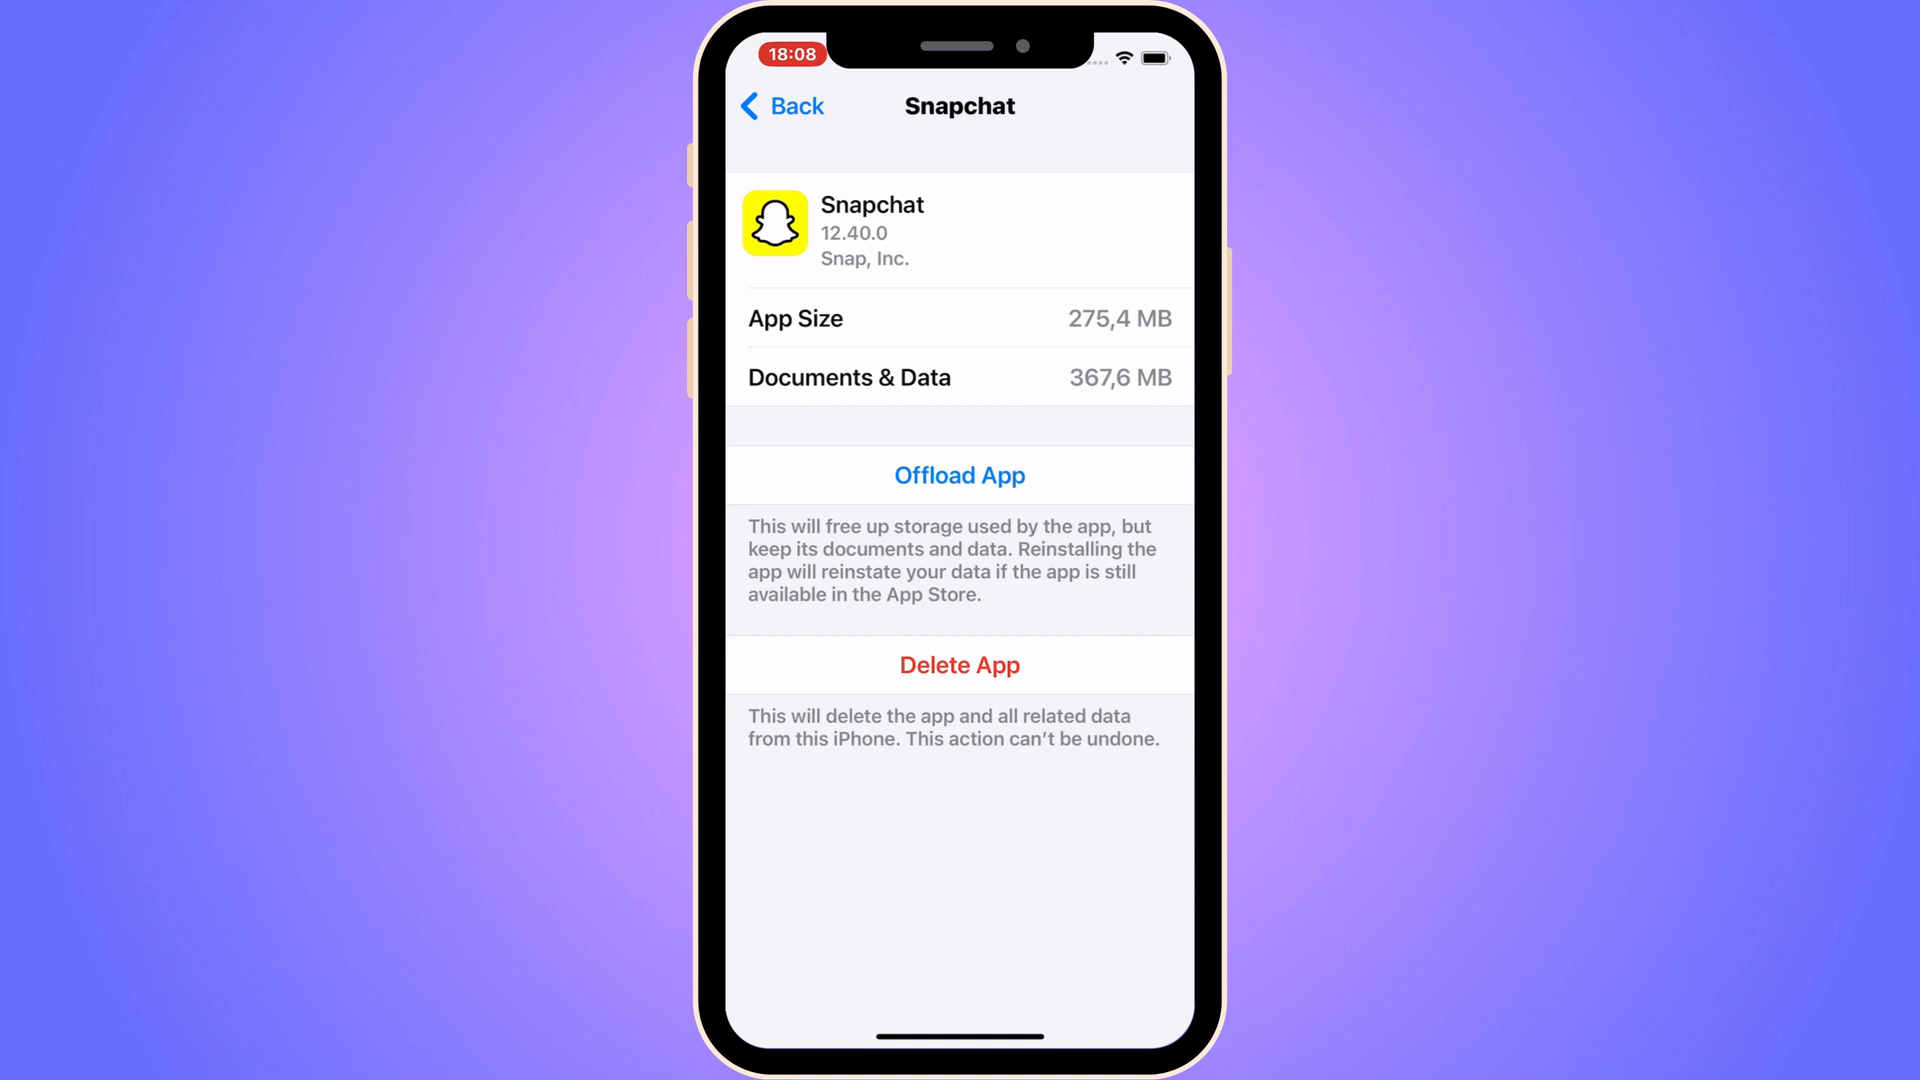 18:08
Back
Snapchat
Snapchat
12.40.0
Snap, Inc.
App Size 275,4 MB
Documents & Data 367,6 MB
Offload App
This will free up storage used by the app, but
keep its documents and data. Reinstalling the
app will reinstate your data if the app is still
available in the App Store.
Delete App
This will delete the app and all related data
from this iPhone. This action can’t be undone.